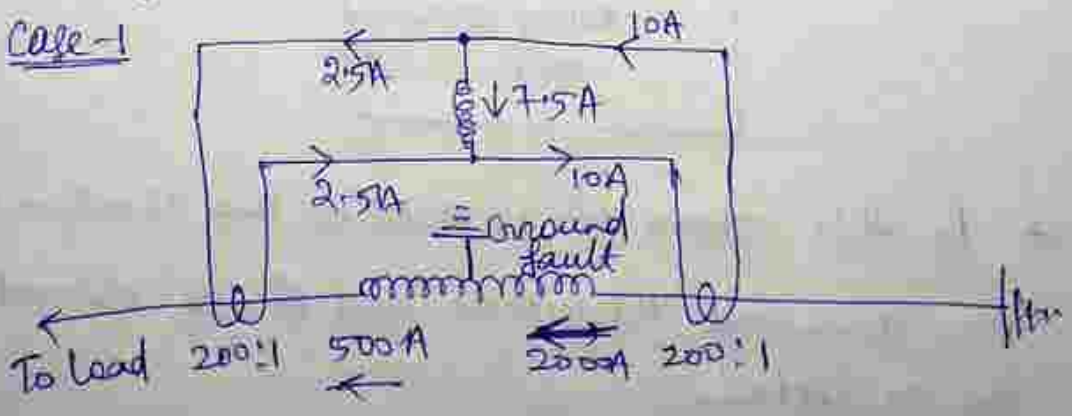 Case-1
10A
2.5A
↓7.5A
2.5A
10A
Ground
fault
To Load 200:1 500A 2000A 200:1